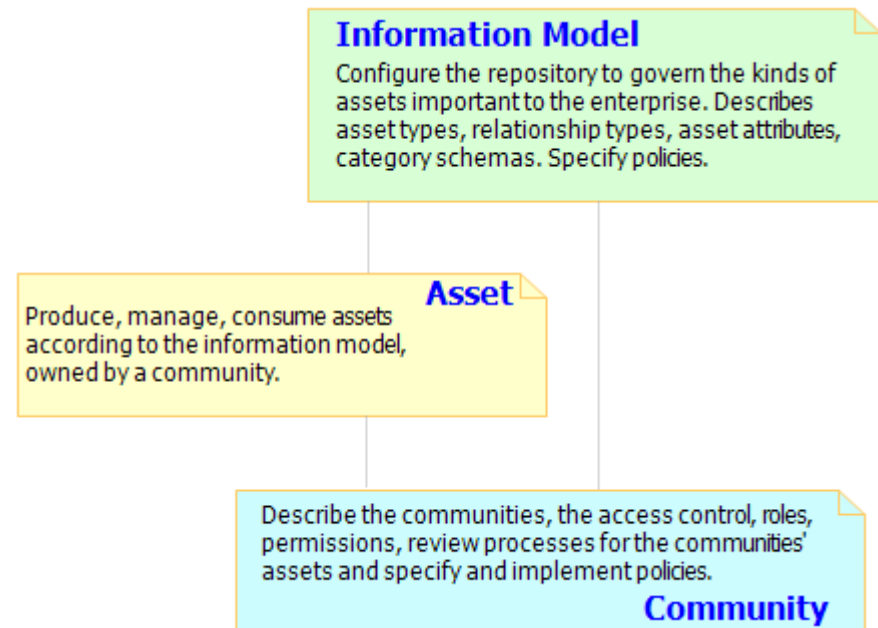 Information Model
Configure the repository to govern the kinds of
assets important to the enterprise. Describes
asset types, relationship types, asset attributes,
category schemas. Specify policies.
Asset
Produce, manage, consume assets
according to the information model,
owned by a community.
Describe the communities, the access control, roles,
permissions, review processes for the communities'
assets and specify and implement policies.
Community